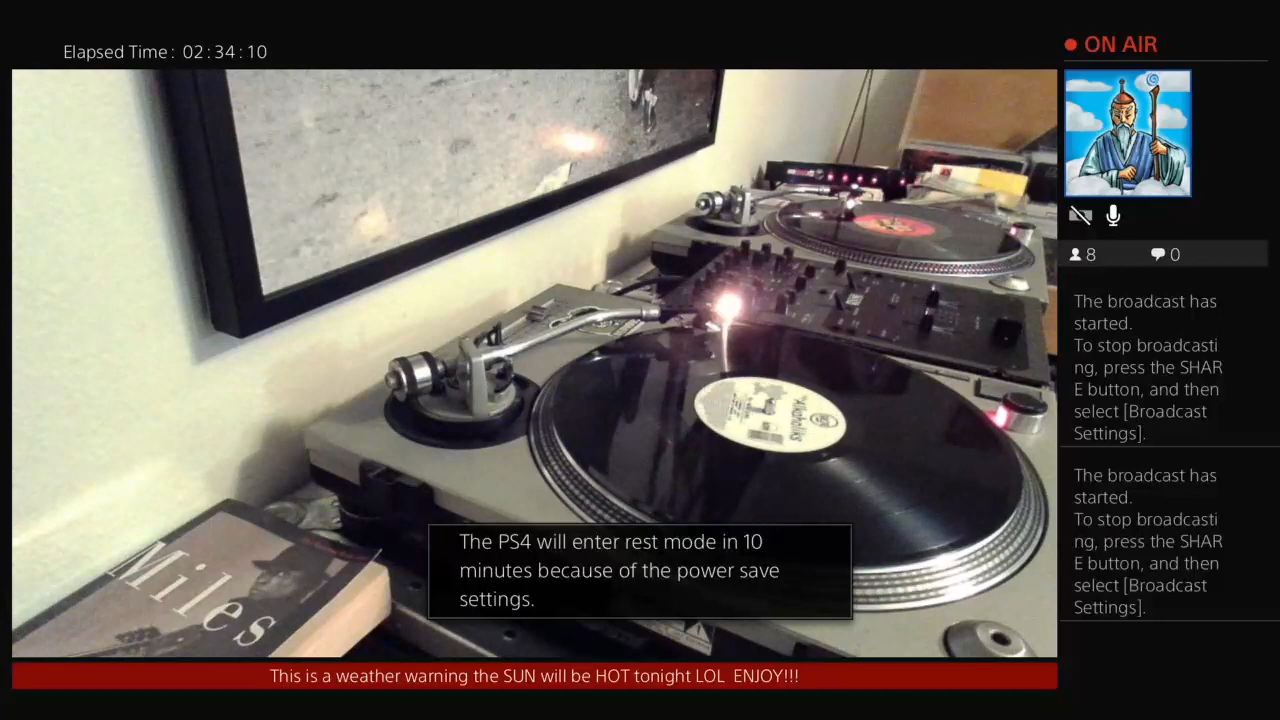 Elapsed Time: 02:34:10
ON AIR
8
0
The broadcast has
started.
To stop broadcasti
ng, press the SHAR
E button, and then
select [Broadcast
Settings].
The broadcast has
started.
To stop broadcasti
ng, press the SHAR
E button, and then
select [Broadcast
Settings].
Alkaholiks
Miles
The PS4 will enter rest mode in 10
minutes because of the power save
settings.
This is a weather warning the SUN will be HOT tonight LOL ENJOY!!!